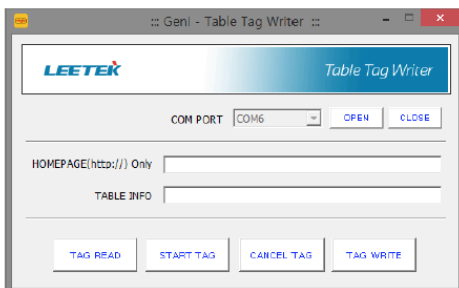 ::: Geni - Table Tag Writer :::
LEETEK
Table Tag Writer
COM PORT COM6 OPEN CLOSE
HOMEPAGE(http://) Only
TABLE INFO
TAG READ START TAG CANCEL TAG TAG WRITE